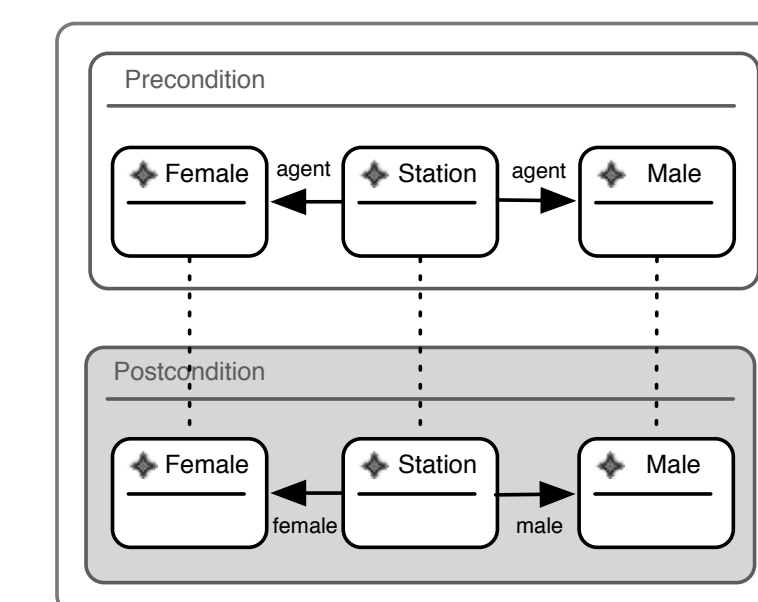 Precondition
Female agent Station agent Male
Postcondition
Female Station Male
female male